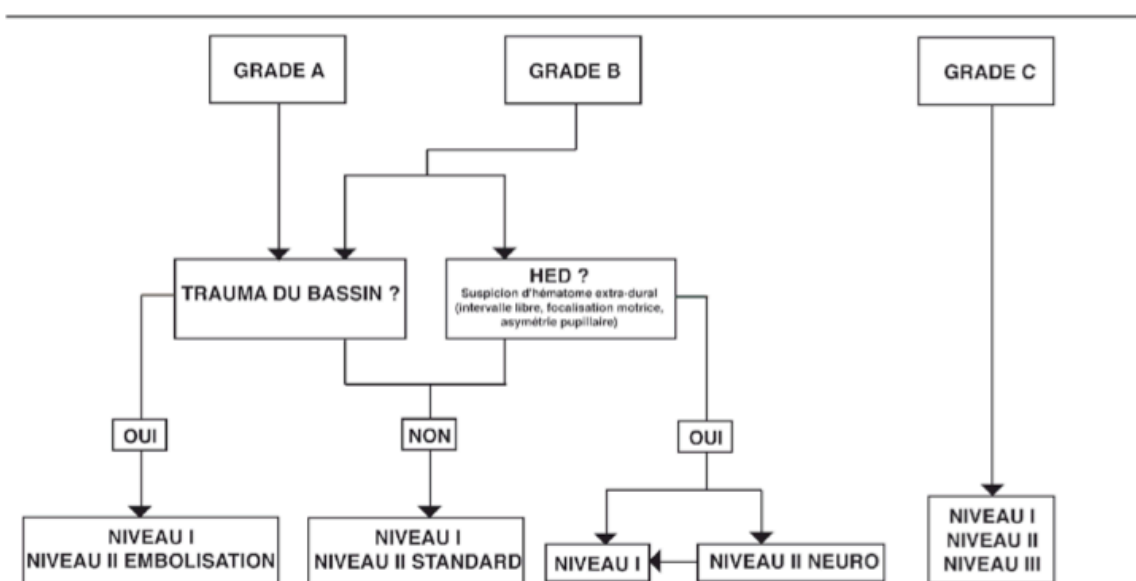 GRADE A
GRADE B
GRADE C
TRAUMA DU BASSIN ?
HED ?
Suspicion d'hématome extra-dural
(intervalle libre, focalisation motrice,
asymétrie pupillaire)
OUI
NON
OUI
NIVEAU I
NIVEAU II EMBOLISATION
NIVEAU I
NIVEAU II STANDARD
NIVEAU I
NIVEAU II NEURO
NIVEAU I
NIVEAU II
NIVEAU III